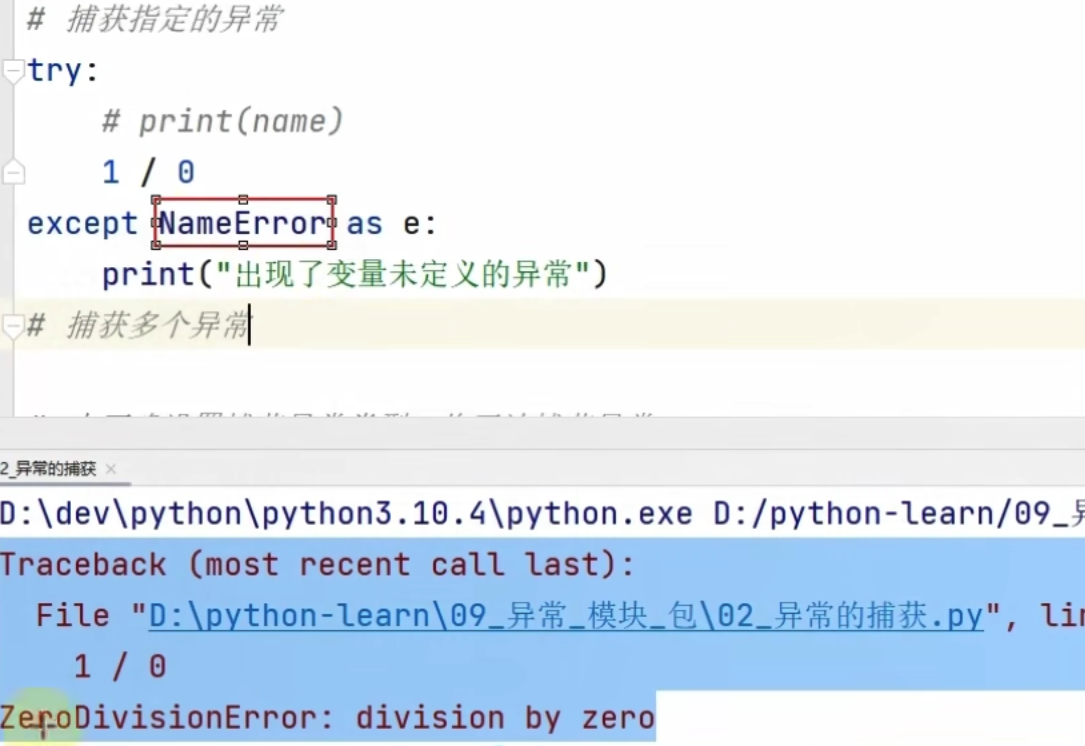 # 捕获指定的异常
try:
# print(name)
1 / 0
except NameError as e:
print("出现了变量未定义的异常")
# 捕获多个异常
2_异常的捕获
D:\dev\python\python3.10.4\python.exe D:/python-learn/09_异
Traceback (most recent call last):
File "D:\python-learn\09_异常_模块_包\02_异常的捕获.py", lin
1 / 0
ZeroDivisionError: division by zero